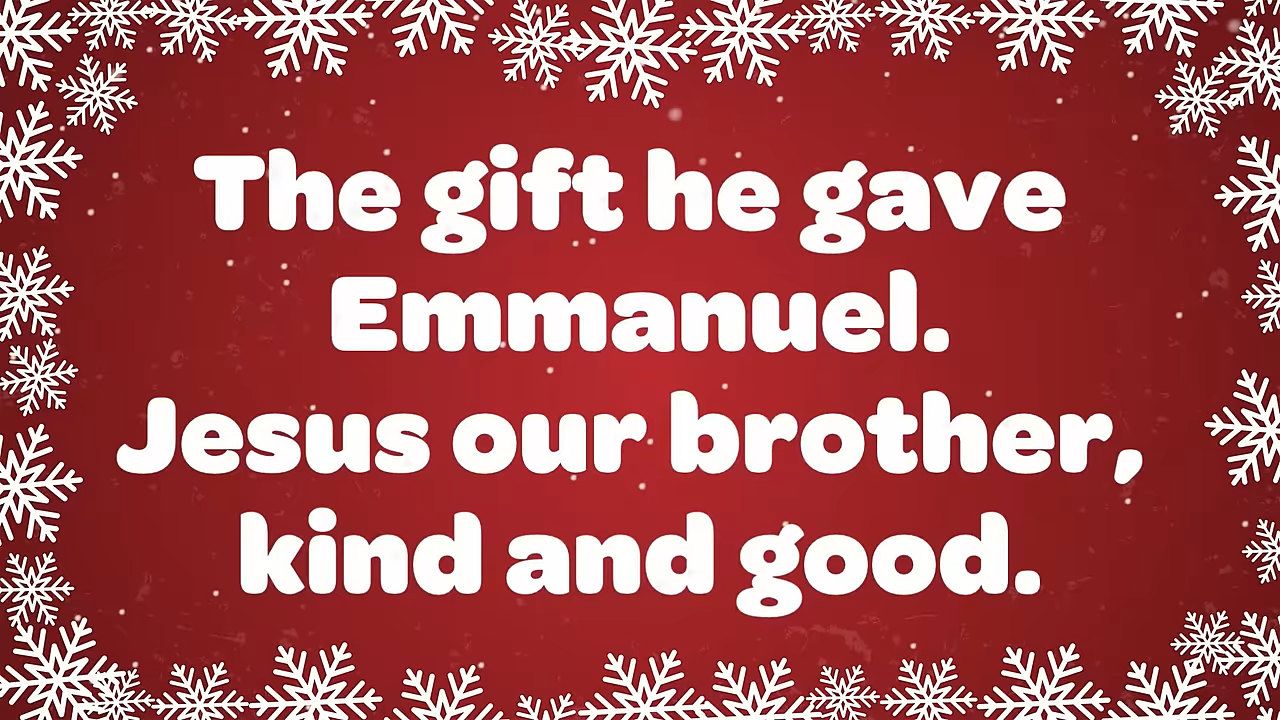 The gift he gave
Emmanuel.
Jesus our brother,
kind and good.